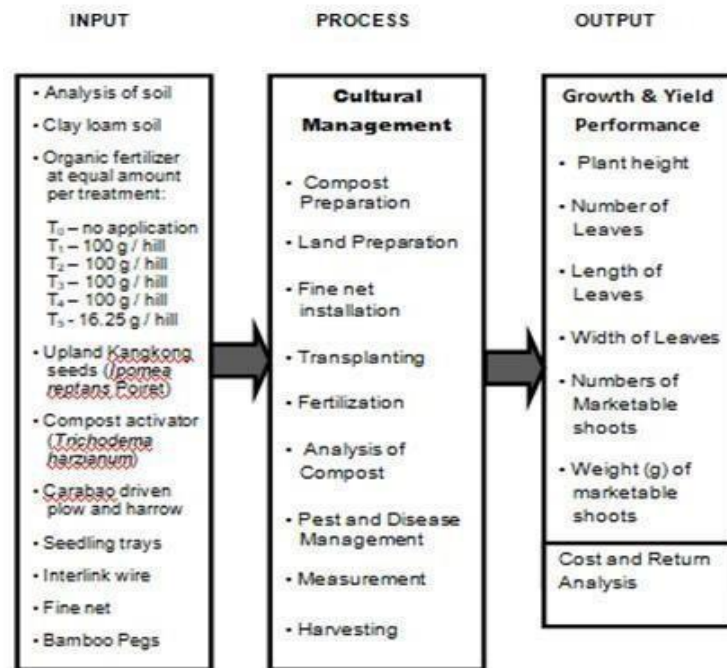 INPUT
PROCESS
OUTPUT
• Analysis of soil
• Clay loam soil
• Organic fertilizer
at equal amount
per treatment:
T₀ – no application
T₁ – 100 g / hill
T₂ – 100 g / hill
T₃ – 100 g / hill
T₄ – 100 g / hill
T₅ - 16.25 g / hill
• Upland Kangkong
seeds (Ipomea
reptans Poiret)
• Compost activator
(Trichodema
harzianum)
• Carabao driven
plow and harrow
• Seedling trays
• Interlink wire
• Fine net
• Bamboo Pegs
Cultural
Management
• Compost
Preparation
• Land Preparation
• Fine net
installation
• Transplanting
• Fertilization
• Analysis of
Compost
• Pest and Disease
Management
• Measurement
• Harvesting
Growth & Yield
Performance
• Plant height
• Number of
Leaves
• Length of
Leaves
• Width of Leaves
• Numbers of
Marketable
shoots
• Weight (g) of
marketable
shoots
Cost and Return
Analysis